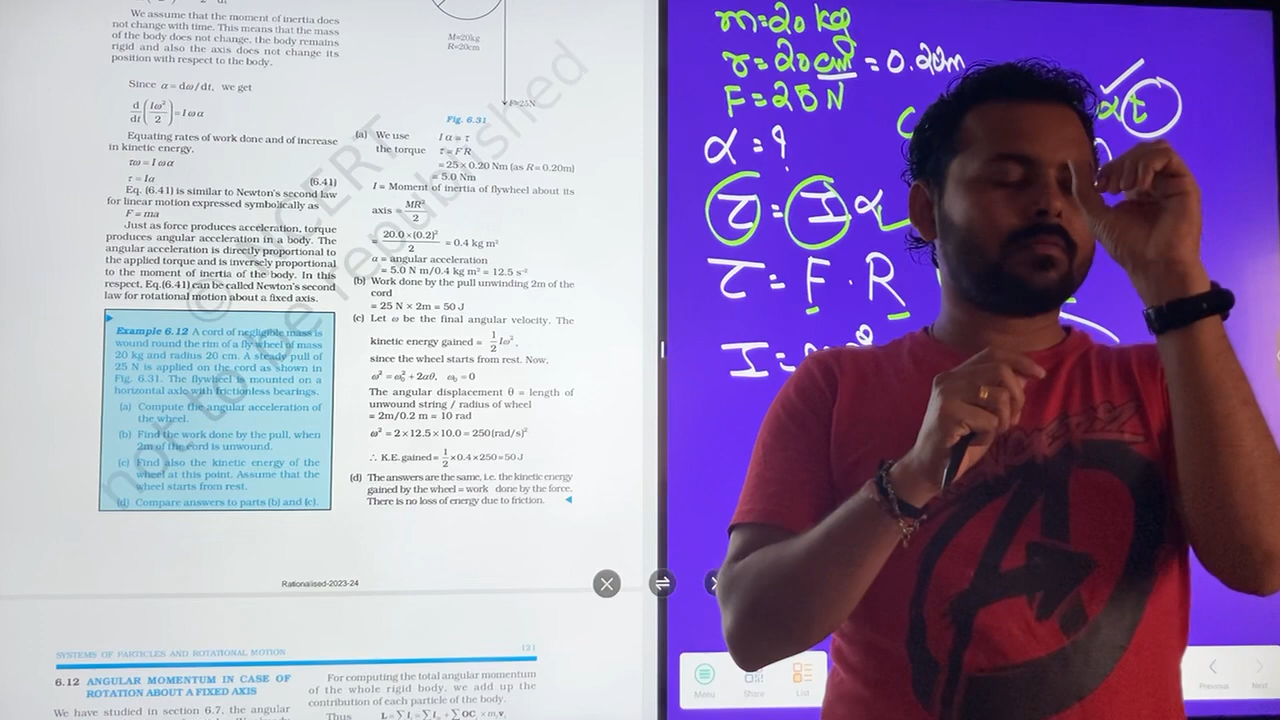 We assume that the moment of inertia does
not change with time. This means that the mass
of the body does not change, the body remains
rigid and also the axis does not change its
position with respect to the body.
Since α = dω/dt, we get
d/dt (Iω²/2) = I ω α
Equating rates of work done and of increase
in kinetic energy,
τω = I ω α
τ = Iα (6.41)
Eq. (6.41) is similar to Newton's second law
for linear motion expressed symbolically as
F = ma
Just as force produces acceleration, torque
produces angular acceleration in a body. The
angular acceleration is directly proportional to
the applied torque and is inversely proportional
to the moment of inertia of the body. In this
respect, Eq.(6.41) can be called Newton's second
law for rotational motion about a fixed axis.
Example 6.12 A cord of negligible mass is
wound round the rim of a fly wheel of mass
20 kg and radius 20 cm. A steady pull of
25 N is applied on the cord as shown in
Fig. 6.31. The flywheel is mounted on a
horizontal axle with frictionless bearings.
(a) Compute the angular acceleration of
the wheel.
(b) Find the work done by the pull, when
2m of the cord is unwound.
(c) Find also the kinetic energy of the
wheel at this point. Assume that the
wheel starts from rest.
(d) Compare answers to parts (b) and (c).
M=20kg
R=20cm
F=25N
Fig. 6.31
(a) We use I α = τ
the torque τ = F R
= 25 × 0.20 Nm (as R = 0.20m)
= 5.0 Nm
I = Moment of inertia of flywheel about its
axis = MR²/2
= 20.0 × (0.2)²/2 = 0.4 kg m²
α = angular acceleration
= 5.0 N m/0.4 kg m² = 12.5 s⁻²
(b) Work done by the pull unwinding 2m of the
cord
= 25 N × 2m = 50 J
(c) Let ω be the final angular velocity. The
kinetic energy gained = 1/2 Iω²,
since the wheel starts from rest. Now,
ω² = ω₀² + 2αθ, ω₀ = 0
The angular displacement θ = length of
unwound string / radius of wheel
= 2m/0.2 m = 10 rad
ω² = 2 × 12.5 × 10.0 = 250 (rad/s)²
∴ K.E. gained = 1/2 × 0.4 × 250 = 50 J
(d) The answers are the same, i.e. the kinetic energy
gained by the wheel = work done by the force.
There is no loss of energy due to friction.
© NCERT
not to be republished
Rationalised-2023-24
SYSTEMS OF PARTICLES AND ROTATIONAL MOTION 121
6.12 ANGULAR MOMENTUM IN CASE OF
ROTATION ABOUT A FIXED AXIS
We have studied in section 6.7, the angular
For computing the total angular momentum
of the whole rigid body, we add up the
contribution of each particle of the body.
Thus
m=20 kg
r=20cm = 0.20m
F=25N
α = ?
τ = I α
τ = F . R
I =
αt
Menu
Share
List
Previous
Next